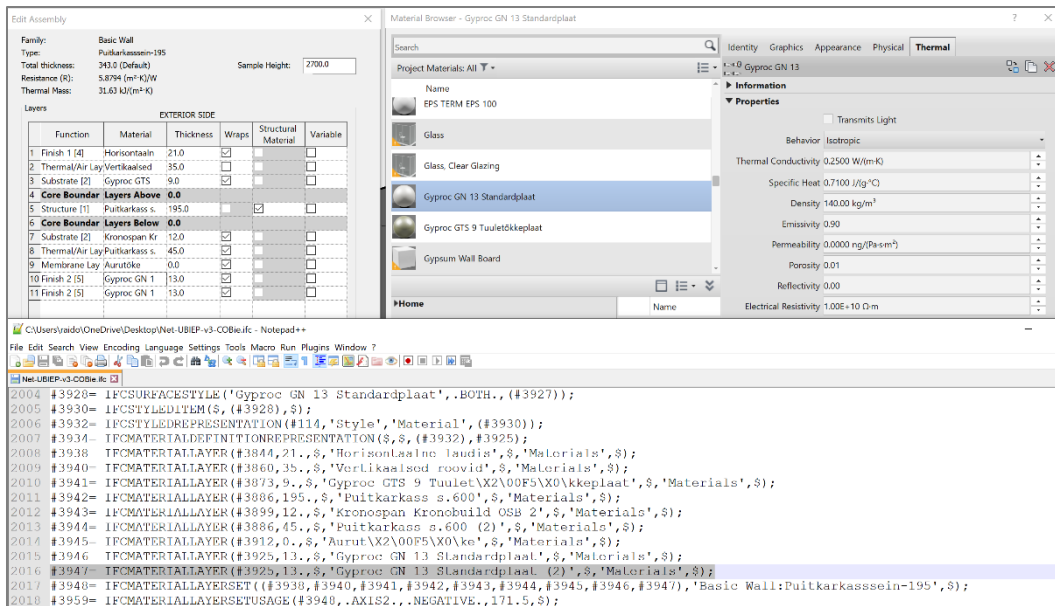 Edit Assembly
Family: Basic Wall
Type: Puitkarkasssein-195
Total thickness: 343.0 (Default) Sample Height: 2700.0
Resistance (R): 5.8794 (m²·K)/W
Thermal Mass: 31.63 kJ/(m²·K)
Layers
EXTERIOR SIDE
Function Material Thickness Wraps Structural Material Variable
1 Finish 1 [4] Horisontaaln 21.0
2 Thermal/Air Lay Vertikaalsed 35.0
3 Substrate [2] Gyproc GTS 9.0
4 Core Boundar Layers Above 0.0
5 Structure [1] Puitkarkass s. 195.0
6 Core Boundar Layers Below 0.0
7 Substrate [2] Kronospan Kr 12.0
8 Thermal/Air Lay Puitkarkass s. 45.0
9 Membrane Lay Aurutõke 0.0
10 Finish 2 [5] Gyproc GN 1 13.0
11 Finish 2 [5] Gyproc GN 1 13.0
Material Browser - Gyproc GN 13 Standardplaat ?
Search
Project Materials: All
Name
EPS TERM EPS 100
Glass
Glass, Clear Glazing
Gyproc GN 13 Standardplaat
Gyproc GTS 9 Tuuletõkkeplaat
Gypsum Wall Board
Home Name
Identity Graphics Appearance Physical Thermal
Gyproc GN 13
Information
Properties
Transmits Light
Behavior Isotropic
Thermal Conductivity 0.2500 W/(m·K)
Specific Heat 0.7100 J/(g·°C)
Density 140.00 kg/m³
Emissivity 0.90
Permeability 0.0000 ng/(Pa·s·m²)
Porosity 0.01
Reflectivity 0.00
Electrical Resistivity 1.00E+10 Ω·m
C:\Users\raido\OneDrive\Desktop\Net-UBIEP-v3-COBie.ifc - Notepad++
File Edit Search View Encoding Language Settings Tools Macro Run Plugins Window ?
Net-UBIEP-v3-COBie.ifc
2004 #3928= IFCSURFACESTYLE('Gyproc GN 13 Standardplaat',.BOTH.,(#3927));
2005 #3930= IFCSTYLEDITEM($,(#3928),$);
2006 #3932= IFCSTYLEDREPRESENTATION(#114,'Style','Material',(#3930));
2007 #3934= IFCMATERIALDEFINITIONREPRESENTATION($,$,(#3932),#3925);
2008 #3938= IFCMATERIALLAYER(#3844,21.,$,'Horisontaalne laudis',$,'Materials',$);
2009 #3940= IFCMATERIALLAYER(#3860,35.,$,'Vertikaalsed roovid',$,'Materials',$);
2010 #3941= IFCMATERIALLAYER(#3873,9.,$,'Gyproc GTS 9 Tuulet\X2\00F5\X0\kkeplaat',$,'Materials',$);
2011 #3942= IFCMATERIALLAYER(#3886,195.,$,'Puitkarkass s.600',$,'Materials',$);
2012 #3943= IFCMATERIALLAYER(#3899,12.,$,'Kronospan Kronobuild OSB 2',$,'Materials',$);
2013 #3944= IFCMATERIALLAYER(#3886,45.,$,'Puitkarkass s.600 (2)',$,'Materials',$);
2014 #3945= IFCMATERIALLAYER(#3912,0.,$,'Aurut\X2\00F5\X0\ke',$,'Materials',$);
2015 #3946= IFCMATERIALLAYER(#3925,13.,$,'Gyproc GN 13 Standardplaat',$,'Materials',$);
2016 #3947= IFCMATERIALLAYER(#3925,13.,$,'Gyproc GN 13 Standardplaat (2)',$,'Materials',$);
2017 #3948= IFCMATERIALLAYERSET((#3938,#3940,#3941,#3942,#3943,#3944,#3945,#3946,#3947),'Basic Wall:Puitkarkasssein-195',$);
2018 #3959= IFCMATERIALLAYERSETUSAGE(#3948,.AXIS2.,.NEGATIVE.,171.5,$);